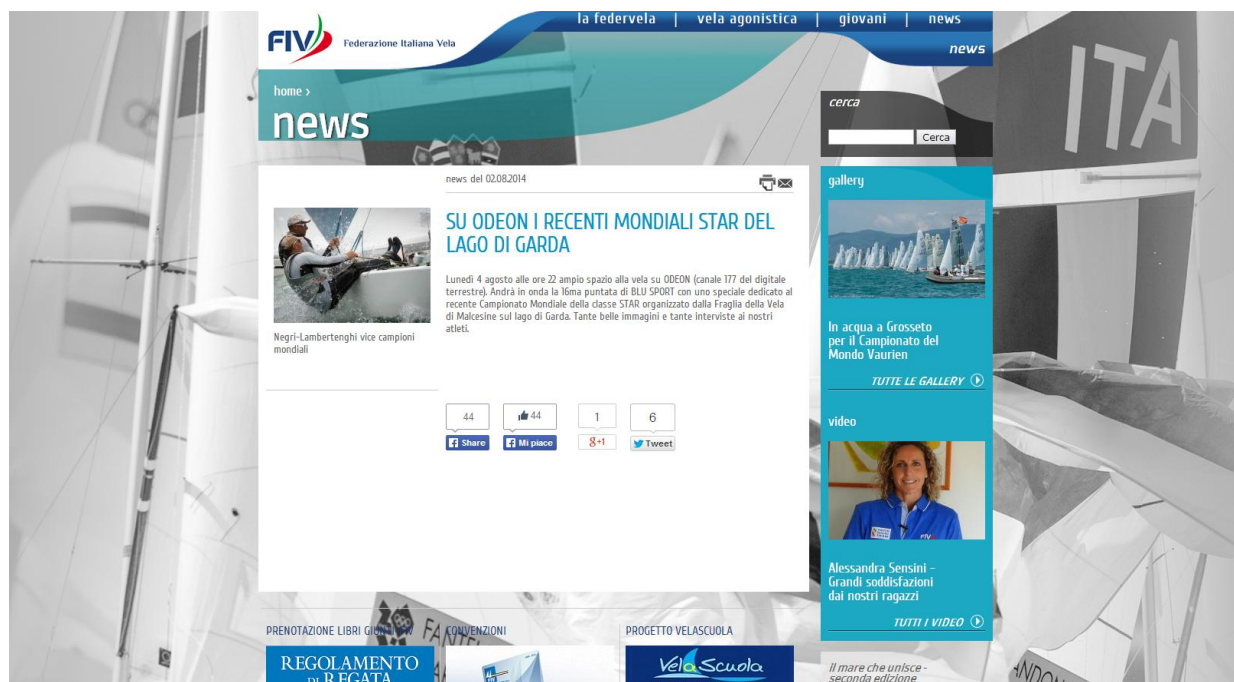 la federvela | vela agonistica | giovani | news
FIV
Federazione Italiana Vela
news
home ›
news
cerca
Cerca
ITA
news del 02.08.2014
SU ODEON I RECENTI MONDIALI STAR DEL
LAGO DI GARDA
Lunedì 4 agosto alle ore 22 ampio spazio alla vela su ODEON (canale 177 del digitale
terrestre). Andrà in onda la 16ma puntata di BLU SPORT con uno speciale dedicato al
recente Campionato Mondiale della classe STAR organizzato dalla Fraglia della Vela
di Malcesine sul lago di Garda. Tante belle immagini e tante interviste ai nostri
atleti.
Negri-Lambertenghi vice campioni
mondiali
44
44
1
6
Share
Mi piace
g+1
Tweet
gallery
In acqua a Grosseto
per il Campionato del
Mondo Vaurien
TUTTE LE GALLERY
video
FIV
Alessandra Sensini -
Grandi soddisfazioni
dai nostri ragazzi
TUTTI I VIDEO
PRENOTAZIONE LIBRI
CONVENZIONI
PROGETTO VELASCUOLA
REGOLAMENTO
DI REGATA
VelaScuola
Il mare che unisce -
seconda edizione